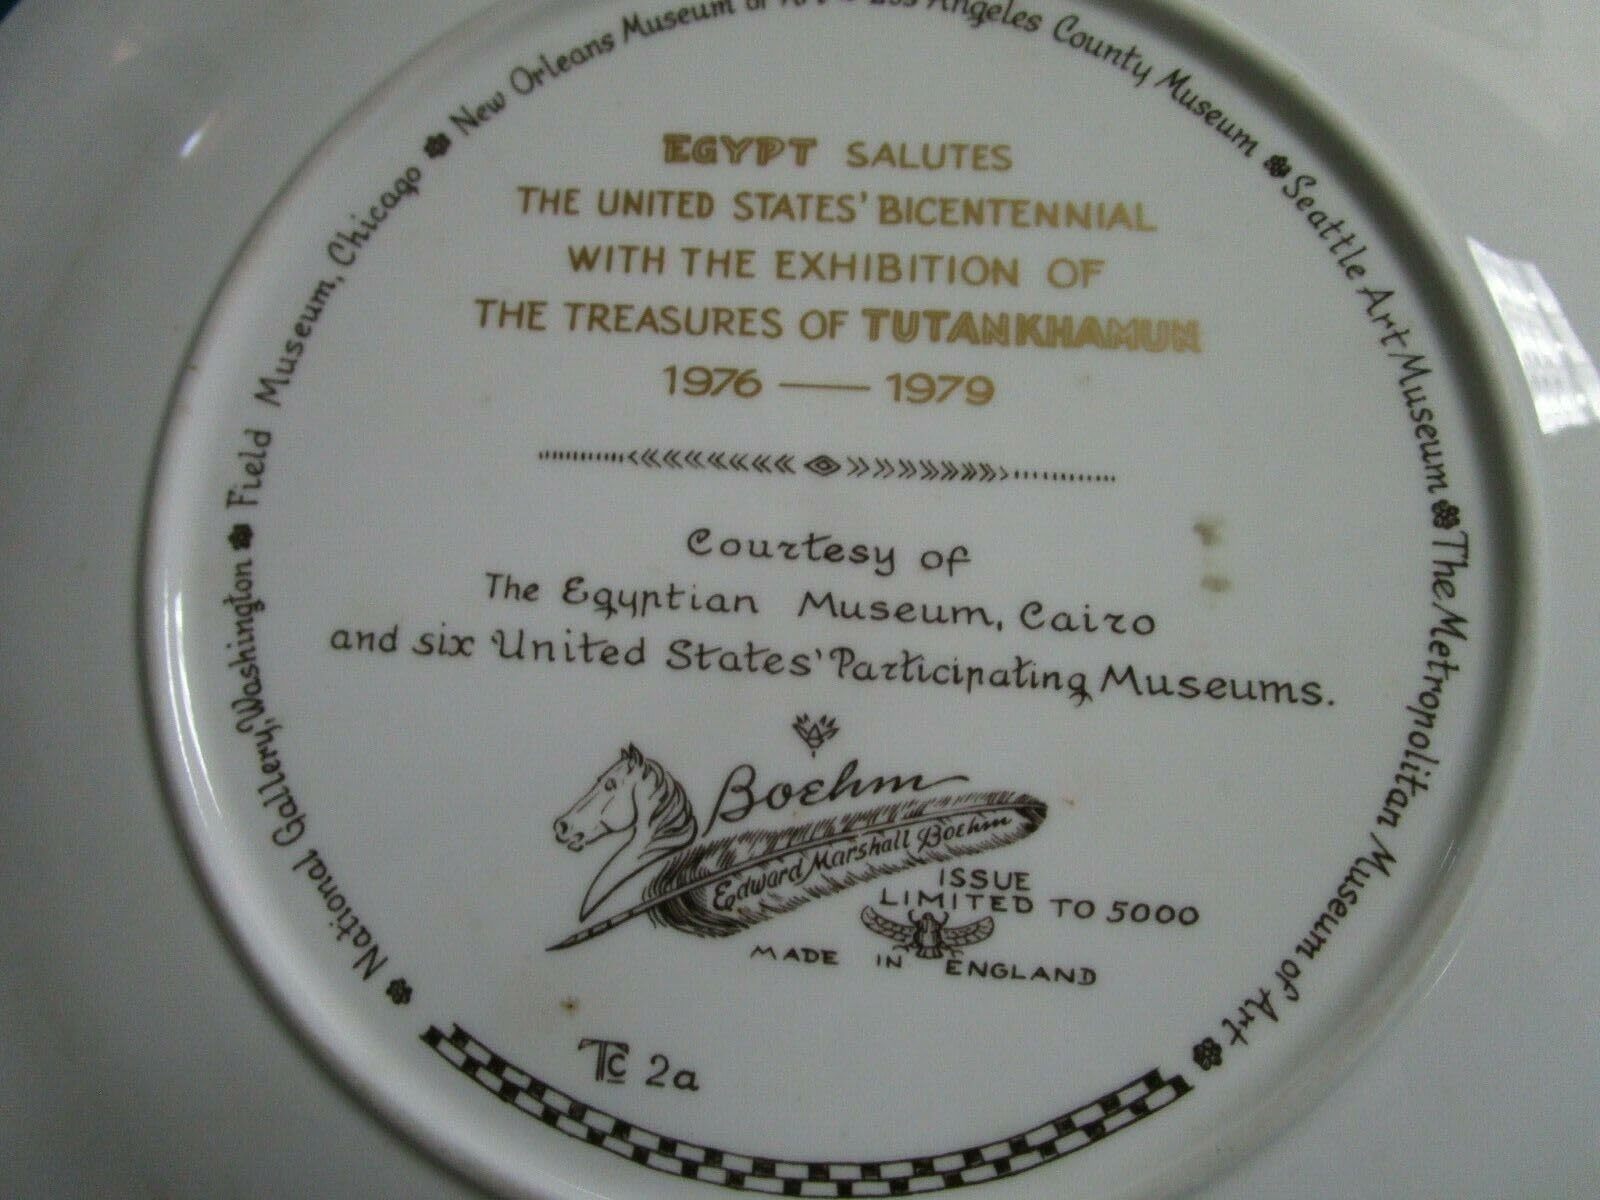 National Gallery, Washington
Field Museum, Chicago
New Orleans Museum of Art
Los Angeles County Museum
Seattle Art Museum
The Metropolitan Museum of Art
EGYPT SALUTES
THE UNITED STATES' BICENTENNIAL
WITH THE EXHIBITION OF
THE TREASURES OF TUTANKHAMUN
1976 — 1979
Courtesy of
The Egyptian Museum, Cairo
and six United States' Participating Museums.
Boehm
Edward Marshall Boehm
ISSUE
LIMITED TO 5000
MADE IN ENGLAND
Tc 2a